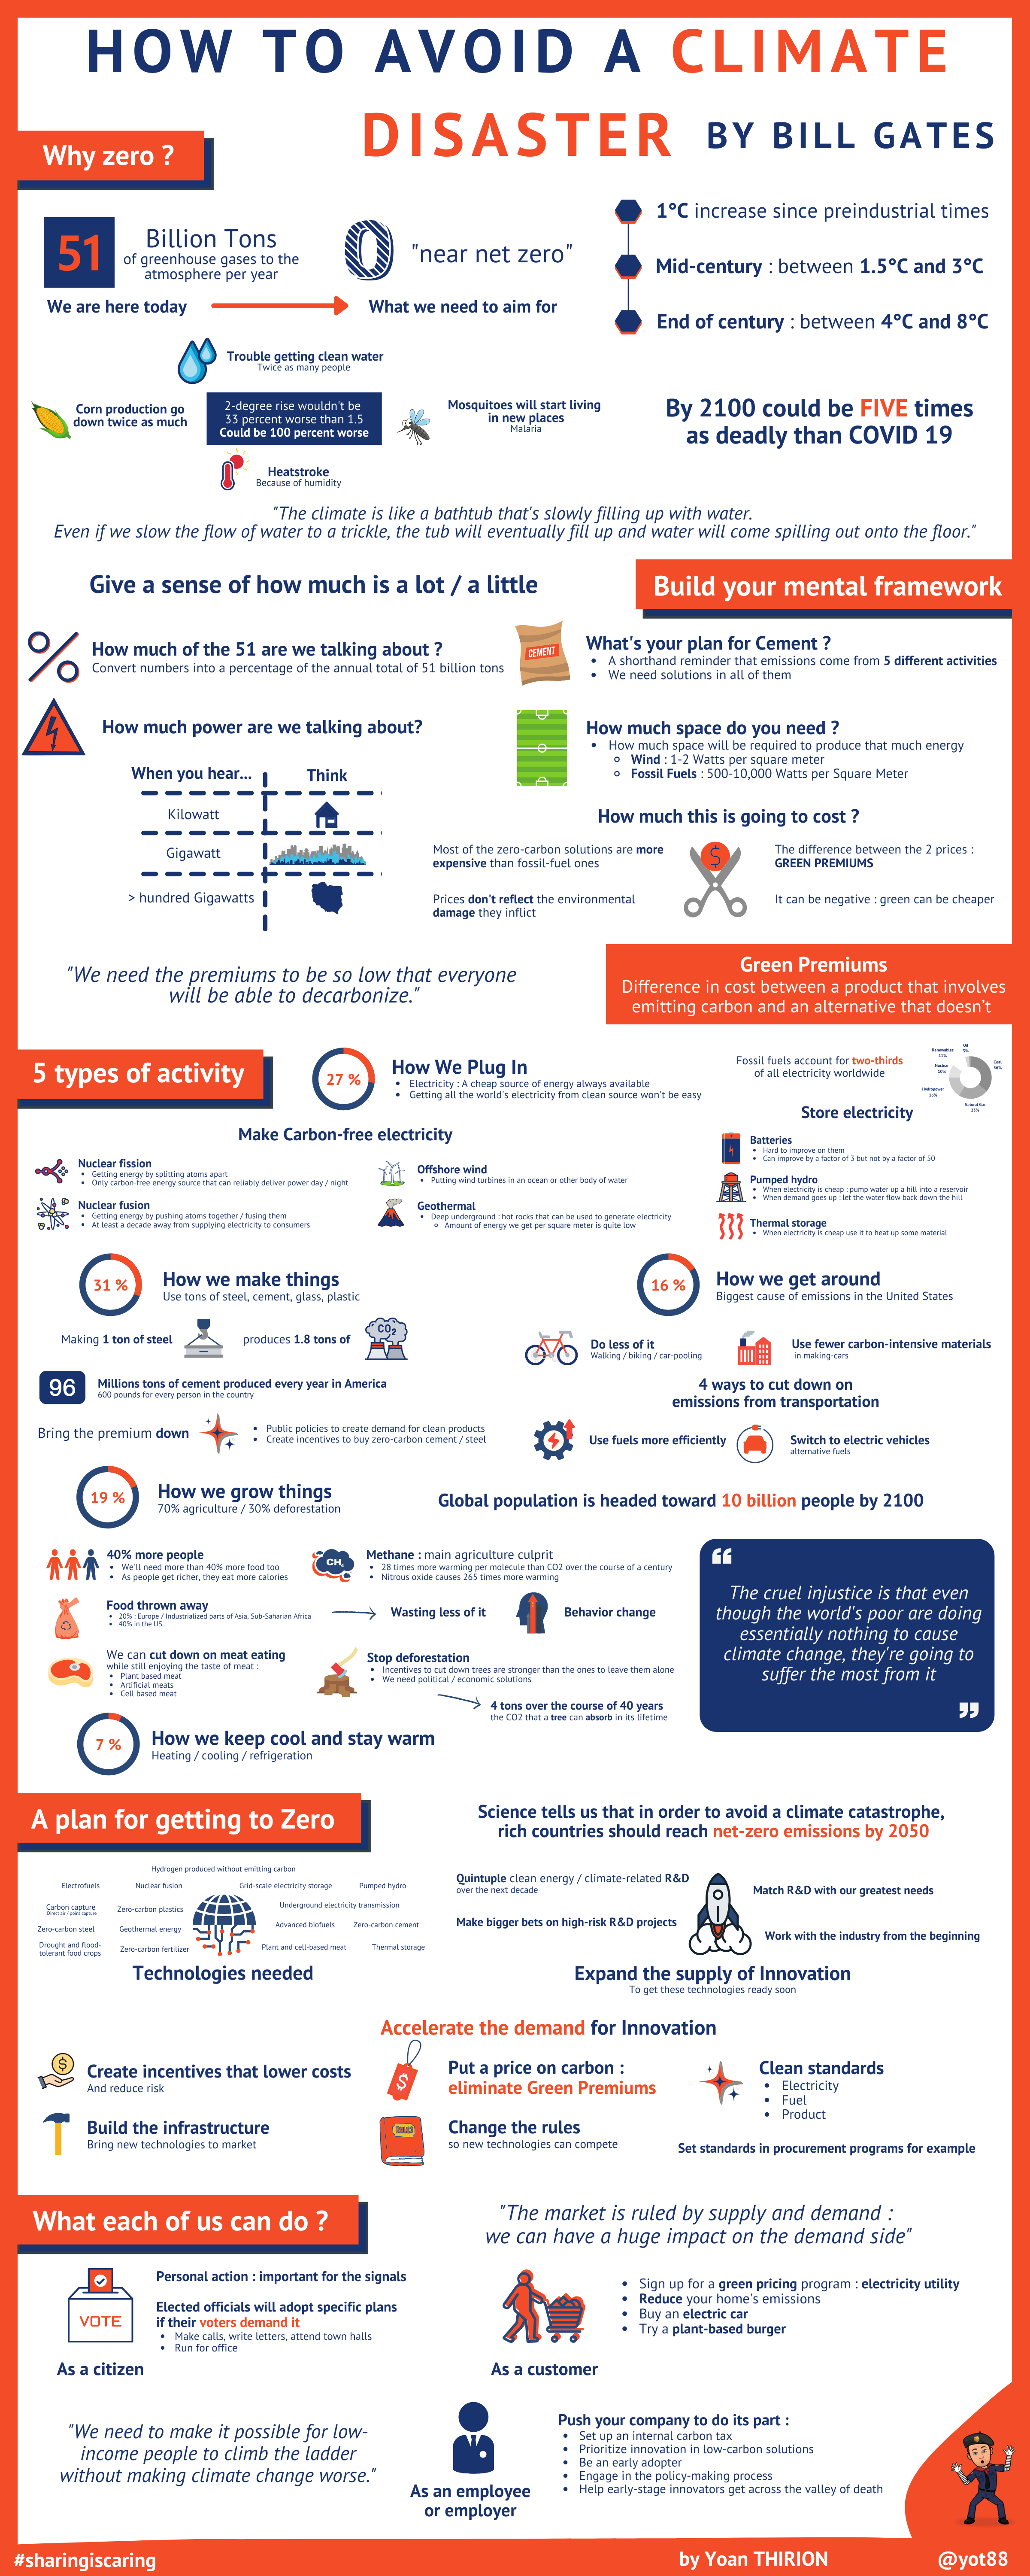 HOW TO AVOID A CLIMATE
DISASTER BY BILL GATES
Why zero ?
51
Billion Tons
of greenhouse gases to the
atmosphere per year
0
"near net zero"
We are here today
What we need to aim for
1°C increase since preindustrial times
Mid-century : between 1.5°C and 3°C
End of century : between 4°C and 8°C
Trouble getting clean water
Twice as many people
Corn production go
down twice as much
2-degree rise wouldn't be
33 percent worse than 1.5
Could be 100 percent worse
Mosquitoes will start living
in new places
Malaria
Heatstroke
Because of humidity
By 2100 could be FIVE times
as deadly than COVID 19
"The climate is like a bathtub that's slowly filling up with water.
Even if we slow the flow of water to a trickle, the tub will eventually fill up and water will come spilling out onto the floor."
Give a sense of how much is a lot / a little
Build your mental framework
How much of the 51 are we talking about ?
Convert numbers into a percentage of the annual total of 51 billion tons
CEMENT
What's your plan for Cement ?
• A shorthand reminder that emissions come from 5 different activities
• We need solutions in all of them
How much power are we talking about?
When you hear...
Think
Kilowatt
Gigawatt
> hundred Gigawatts
How much space do you need ?
• How much space will be required to produce that much energy
Wind : 1-2 Watts per square meter
Fossil Fuels : 500-10,000 Watts per Square Meter
How much this is going to cost ?
Most of the zero-carbon solutions are more
expensive than fossil-fuel ones
Prices don't reflect the environmental
damage they inflict
$
The difference between the 2 prices :
GREEN PREMIUMS
It can be negative : green can be cheaper
"We need the premiums to be so low that everyone
will be able to decarbonize."
Green Premiums
Difference in cost between a product that involves
emitting carbon and an alternative that doesn't
5 types of activity
27 %
How We Plug In
• Electricity : A cheap source of energy always available
• Getting all the world's electricity from clean source won't be easy
Fossil fuels account for two-thirds
of all electricity worldwide
Oil
3%
Renewables
11%
Coal
36%
Nuclear
10%
Hydropower
16%
Natural Gas
23%
Make Carbon-free electricity
Nuclear fission
• Getting energy by splitting atoms apart
• Only carbon-free energy source that can reliably deliver power day / night
Nuclear fusion
• Getting energy by pushing atoms together / fusing them
• At least a decade away from supplying electricity to consumers
Offshore wind
• Putting wind turbines in an ocean or other body of water
Geothermal
• Deep underground : hot rocks that can be used to generate electricity
Amount of energy we get per square meter is quite low
Store electricity
Batteries
• Hard to improve on them
• Can improve by a factor of 3 but not by a factor of 50
Pumped hydro
• When electricity is cheap : pump water up a hill into a reservoir
• When demand goes up : let the water flow back down the hill
Thermal storage
• When electricity is cheap use it to heat up some material
31 %
How we make things
Use tons of steel, cement, glass, plastic
Making 1 ton of steel
produces 1.8 tons of
CO2
96
Millions tons of cement produced every year in America
600 pounds for every person in the country
Bring the premium down
• Public policies to create demand for clean products
• Create incentives to buy zero-carbon cement / steel
16 %
How we get around
Biggest cause of emissions in the United States
Do less of it
Walking / biking / car-pooling
Use fewer carbon-intensive materials
in making-cars
4 ways to cut down on
emissions from transportation
Use fuels more efficiently
Switch to electric vehicles
alternative fuels
19 %
How we grow things
70% agriculture / 30% deforestation
Global population is headed toward 10 billion people by 2100
40% more people
• We'll need more than 40% more food too
• As people get richer, they eat more calories
CH4
Methane : main agriculture culprit
• 28 times more warming per molecule than CO2 over the course of a century
• Nitrous oxide causes 265 times more warming
Food thrown away
• 20% : Europe / Industrialized parts of Asia, Sub-Saharian Africa
• 40% in the US
Wasting less of it
Behavior change
We can cut down on meat eating
while still enjoying the taste of meat :
• Plant based meat
• Artificial meats
• Cell based meat
Stop deforestation
• Incentives to cut down trees are stronger than the ones to leave them alone
• We need political / economic solutions
4 tons over the course of 40 years
the CO2 that a tree can absorb in its lifetime
“
The cruel injustice is that even
though the world's poor are doing
essentially nothing to cause
climate change, they're going to
suffer the most from it
”
7 %
How we keep cool and stay warm
Heating / cooling / refrigeration
A plan for getting to Zero
Science tells us that in order to avoid a climate catastrophe,
rich countries should reach net-zero emissions by 2050
Hydrogen produced without emitting carbon
Electrofuels
Nuclear fusion
Grid-scale electricity storage
Pumped hydro
Carbon capture
Direct air / point capture
Zero-carbon plastics
Underground electricity transmission
Zero-carbon steel
Geothermal energy
Advanced biofuels
Zero-carbon cement
Drought and flood-
tolerant food crops
Zero-carbon fertilizer
Plant and cell-based meat
Thermal storage
Technologies needed
Quintuple clean energy / climate-related R&D
over the next decade
Match R&D with our greatest needs
Make bigger bets on high-risk R&D projects
Work with the industry from the beginning
Expand the supply of Innovation
To get these technologies ready soon
Accelerate the demand for Innovation
$
Create incentives that lower costs
And reduce risk
$
Put a price on carbon :
eliminate Green Premiums
Clean standards
• Electricity
• Fuel
• Product
Build the infrastructure
Bring new technologies to market
RULES
Change the rules
so new technologies can compete
Set standards in procurement programs for example
What each of us can do ?
"The market is ruled by supply and demand :
we can have a huge impact on the demand side"
VOTE
Personal action : important for the signals
Elected officials will adopt specific plans
if their voters demand it
• Make calls, write letters, attend town halls
• Run for office
As a citizen
• Sign up for a green pricing program : electricity utility
• Reduce your home's emissions
• Buy an electric car
• Try a plant-based burger
As a customer
"We need to make it possible for low-
income people to climb the ladder
without making climate change worse."
As an employee
or employer
Push your company to do its part :
• Set up an internal carbon tax
• Prioritize innovation in low-carbon solutions
• Be an early adopter
• Engage in the policy-making process
• Help early-stage innovators get across the valley of death
#sharingiscaring
by Yoan THIRION
@yot88